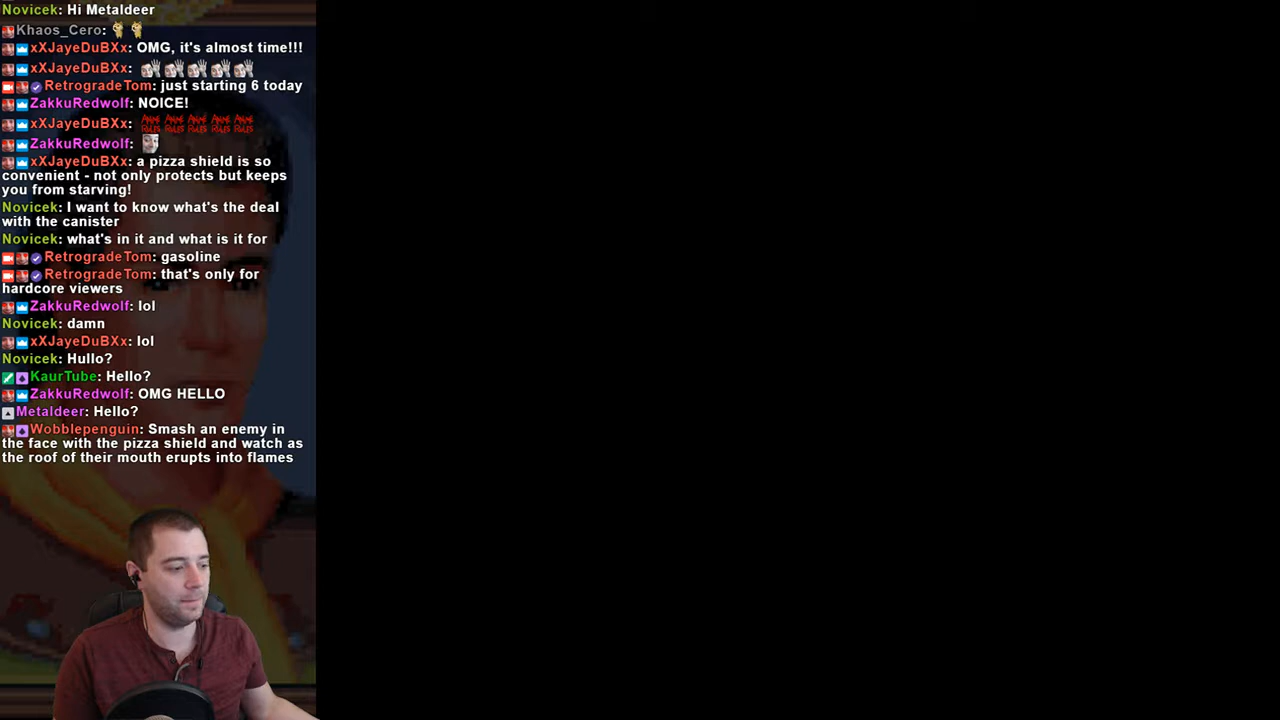 Novicek: Hi Metaldeer
Khaos_Cero:
xXJayeDuBXx: OMG, it's almost time!!!
xXJayeDuBXx:
RetrogradeTom: just starting 6 today
ZakkuRedwolf: NOICE!
xXJayeDuBXx:
ZakkuRedwolf:
xXJayeDuBXx: a pizza shield is so
convenient - not only protects but keeps
you from starving!
Novicek: I want to know what's the deal
with the canister
Novicek: what's in it and what is it for
RetrogradeTom: gasoline
RetrogradeTom: that's only for
hardcore viewers
ZakkuRedwolf: lol
Novicek: damn
xXJayeDuBXx: lol
Novicek: Hullo?
KaurTube: Hello?
ZakkuRedwolf: OMG HELLO
Metaldeer: Hello?
Wobblepenguin: Smash an enemy in
the face with the pizza shield and watch as
the roof of their mouth erupts into flames